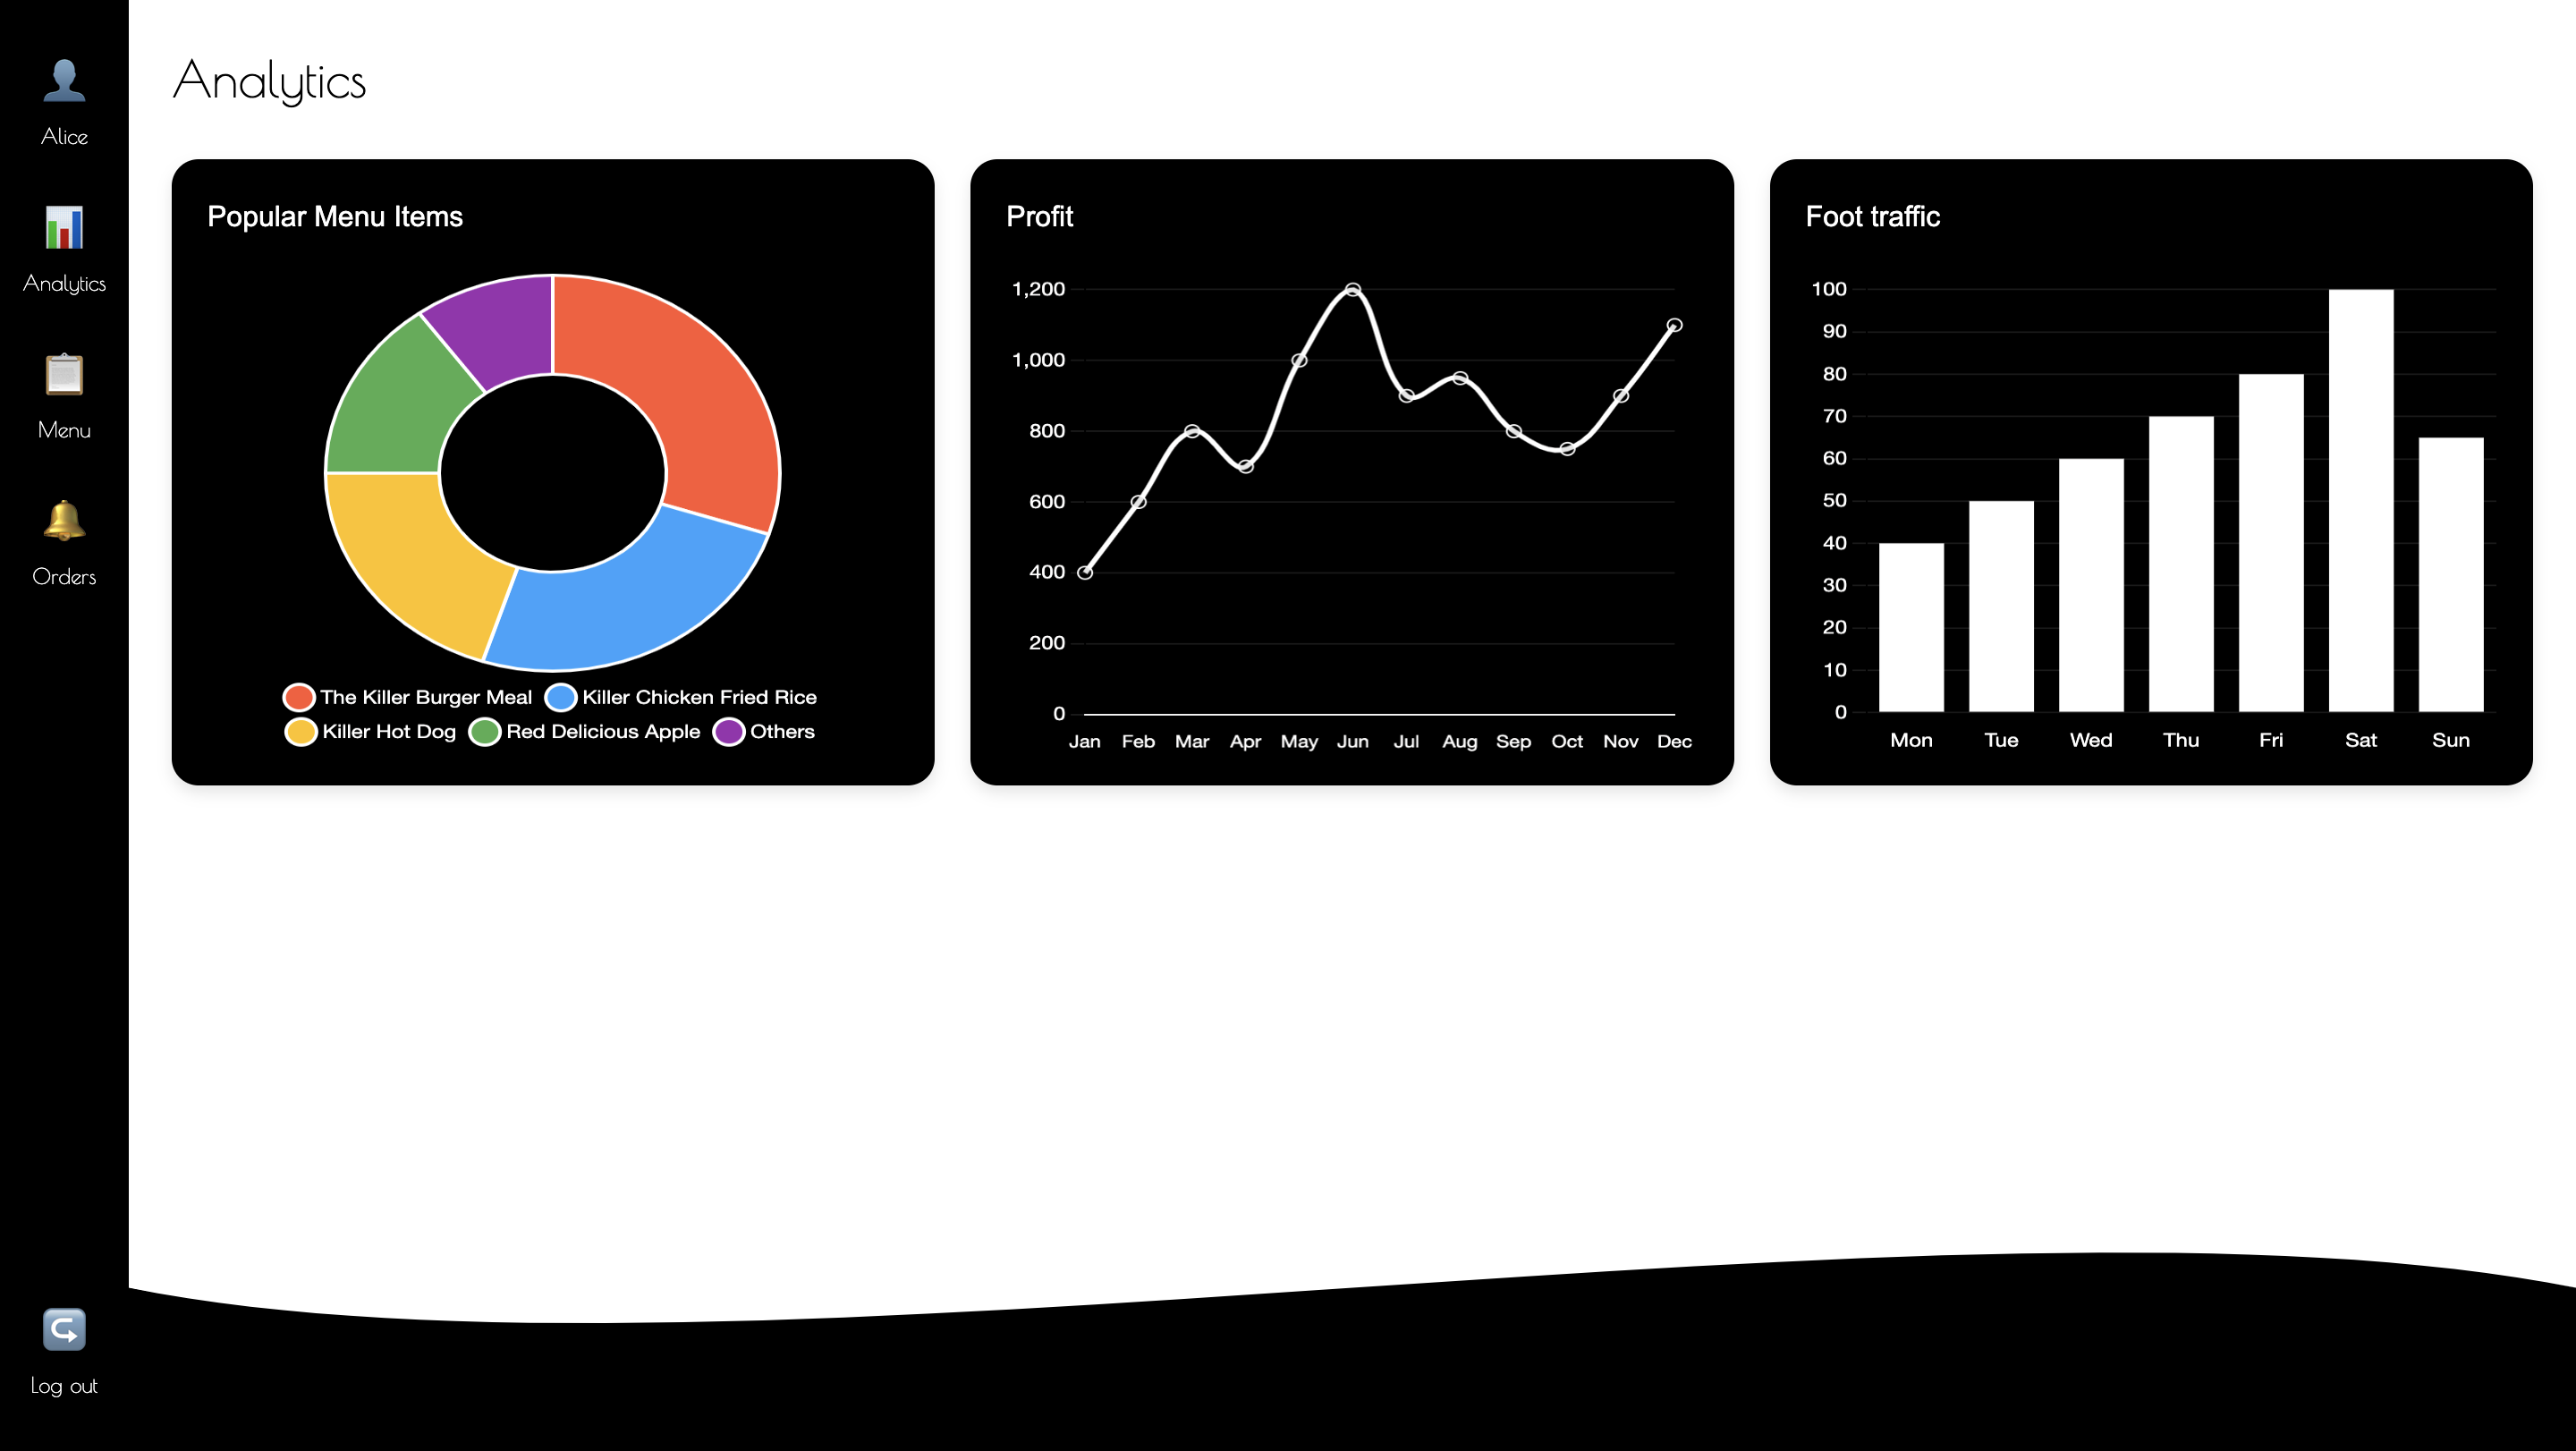 Alice
Analytics
Menu
Orders
Log out
Analytics
Popular Menu Items
The Killer Burger Meal Killer Chicken Fried Rice
Killer Hot Dog Red Delicious Apple Others
Profit
1,200
1,000
800
600
400
200
0
Jan Feb Mar Apr May Jun Jul Aug Sep Oct Nov Dec
Foot traffic
100
90
80
70
60
50
40
30
20
10
0
Mon Tue Wed Thu Fri Sat Sun